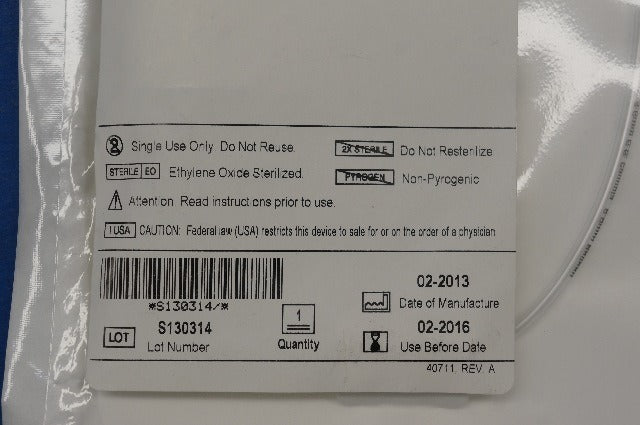 Single Use Only. Do Not Reuse.
2X STERILE Do Not Resterilize
STERILE EO Ethylene Oxide Sterilized.
PYROGEN Non-Pyrogenic
Attention. Read instructions prior to use.
! USA CAUTION: Federal law (USA) restricts this device to sale for or on the order of a physician
*S130314/*
LOT S130314
Lot Number
1
Quantity
02-2013
Date of Manufacture
02-2016
Use Before Date
40711. REV. A